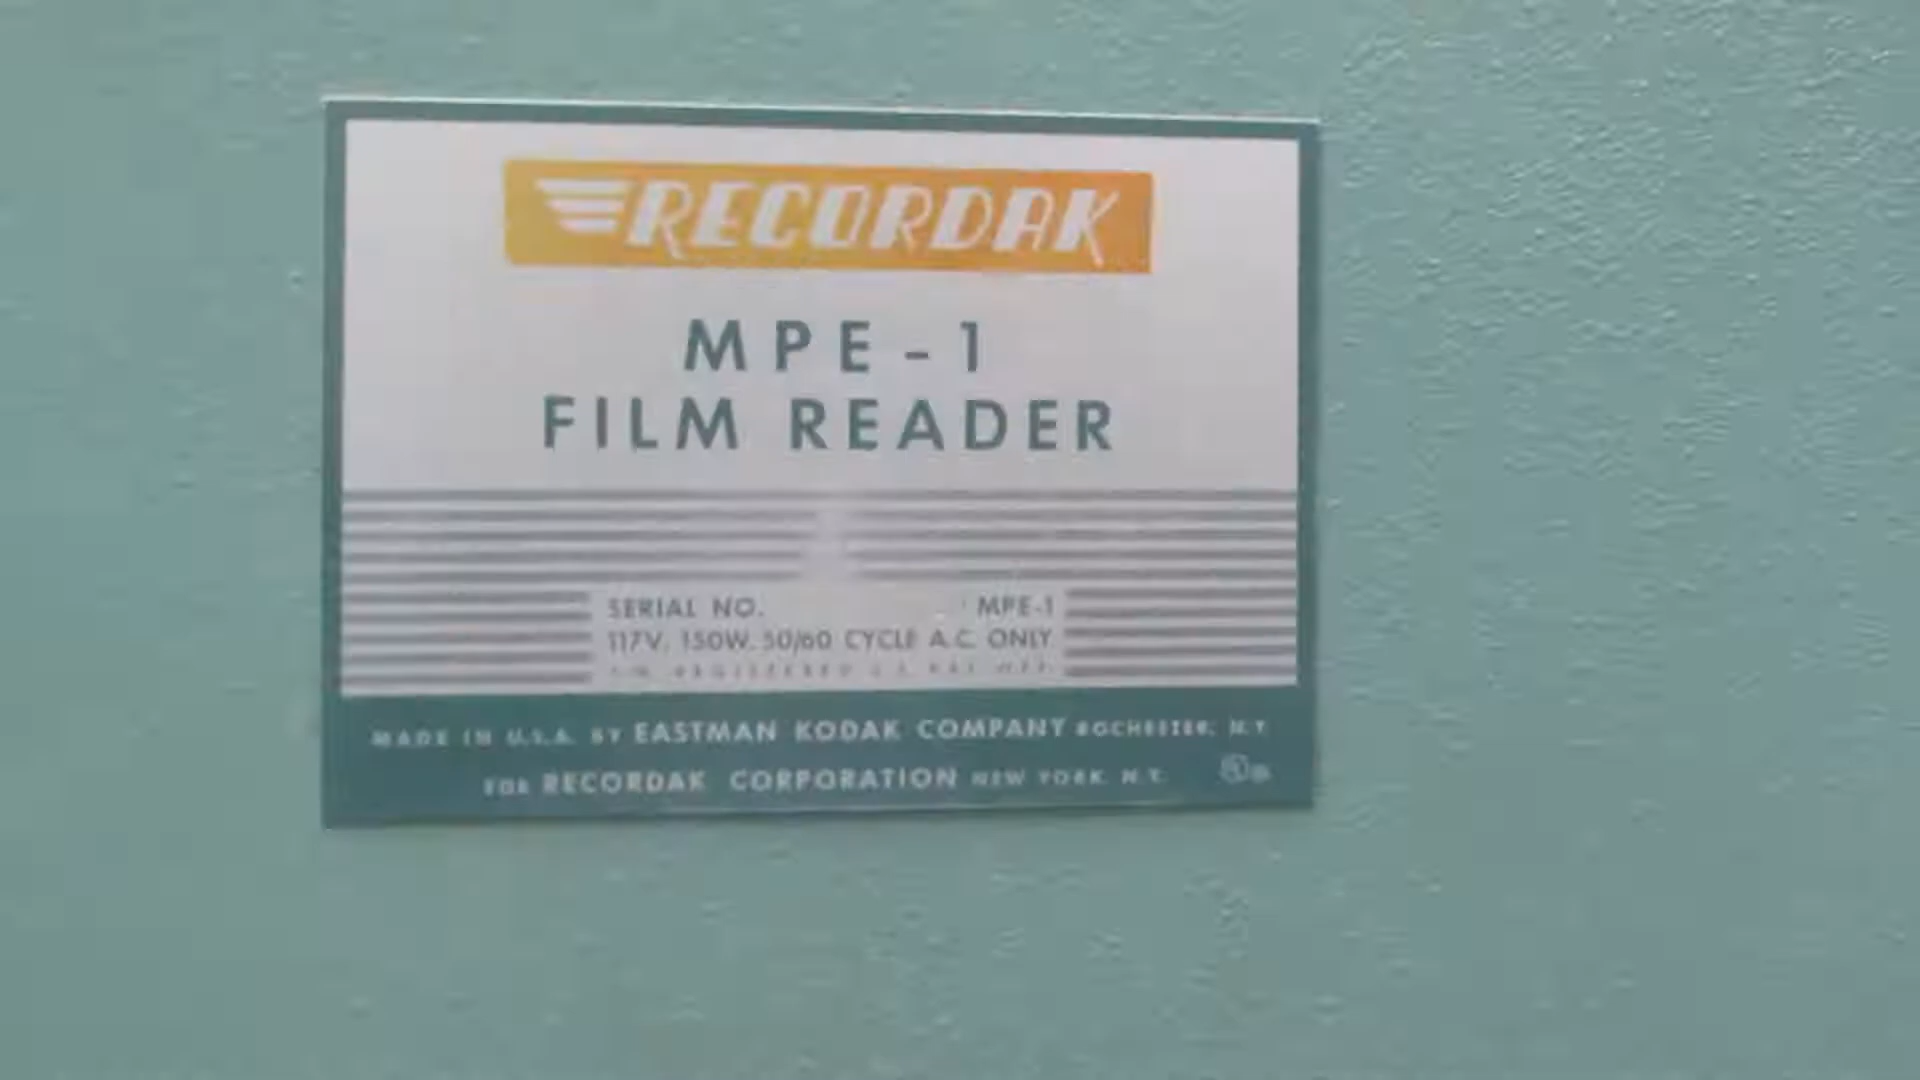 RECORDAK
MPE-1
FILM READER
SERIAL NO. MPE-1
117V. 150W. 50/60 CYCLE A.C. ONLY
MADE IN U.S.A. BY EASTMAN KODAK COMPANY ROCHESTER, N.Y.
FOR RECORDAK CORPORATION NEW YORK, N.Y.